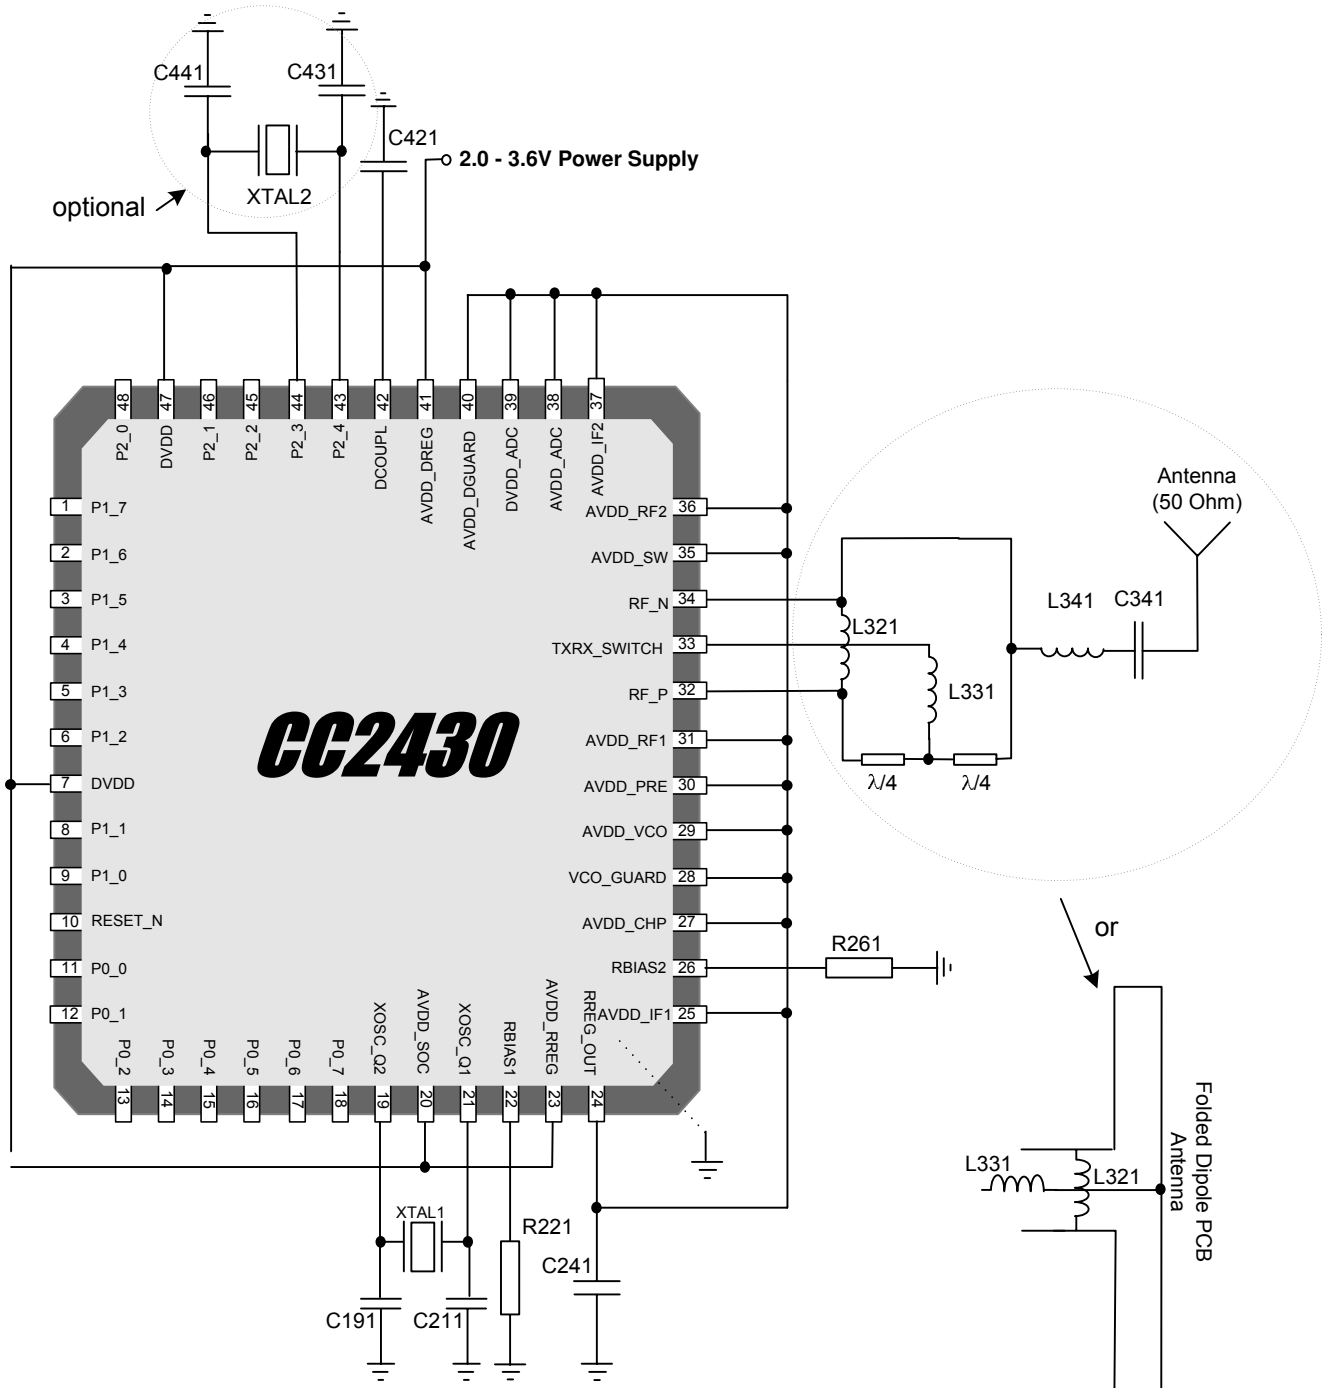 C441
C431
C421
2.0 - 3.6V Power Supply
XTAL2
optional
48
47
46
45
44
43
42
41
40
39
38
37
P2_0
DVDD
P2_1
P2_2
P2_3
P2_4
DCOUPL
AVDD_DREG
AVDD_DGUARD
DVDD_ADC
AVDD_ADC
AVDD_IF2
1 P1_7
2 P1_6
3 P1_5
4 P1_4
5 P1_3
6 P1_2
7 DVDD
8 P1_1
9 P1_0
10 RESET_N
11 P0_0
12 P0_1
CC2430
AVDD_RF2 36
AVDD_SW 35
RF_N 34
TXRX_SWITCH 33
RF_P 32
AVDD_RF1 31
AVDD_PRE 30
AVDD_VCO 29
VCO_GUARD 28
AVDD_CHP 27
RBIAS2 26
AVDD_IF1 25
P0_2
P0_3
P0_4
P0_5
P0_6
P0_7
XOSC_Q2
AVDD_SOC
XOSC_Q1
RBIAS1
AVDD_RREG
RREG_OUT
13
14
15
16
17
18
19
20
21
22
23
24
Antenna
(50 Ohm)
L341
C341
L321
L331
λ/4
λ/4
R261
or
XTAL1
R221
C241
C191
C211
L331
L321
Folded Dipole PCB
Antenna